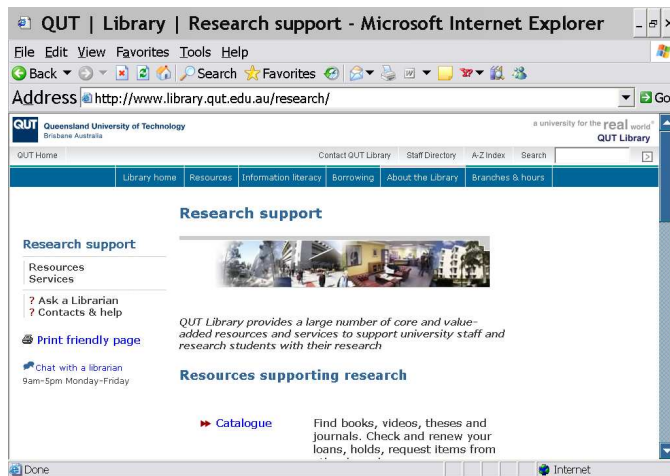 QUT | Library | Research support - Microsoft Internet Explorer
File Edit View Favorites Tools Help
Back Search Favorites
Address http://www.library.qut.edu.au/research/ Go
QUT Queensland University of Technology
Brisbane Australia
a university for the real world
QUT Library
QUT Home Contact QUT Library Staff Directory A-Z Index Search
Library home Resources Information literacy Borrowing About the Library Branches & hours
Research support
Research support
Resources
Services
? Ask a Librarian
? Contacts & help
Print friendly page
Chat with a librarian
9am-5pm Monday-Friday
QUT Library provides a large number of core and value-
added resources and services to support university staff and
research students with their research
Resources supporting research
Catalogue Find books, videos, theses and
journals. Check and renew your
loans, holds, request items from
Done Internet